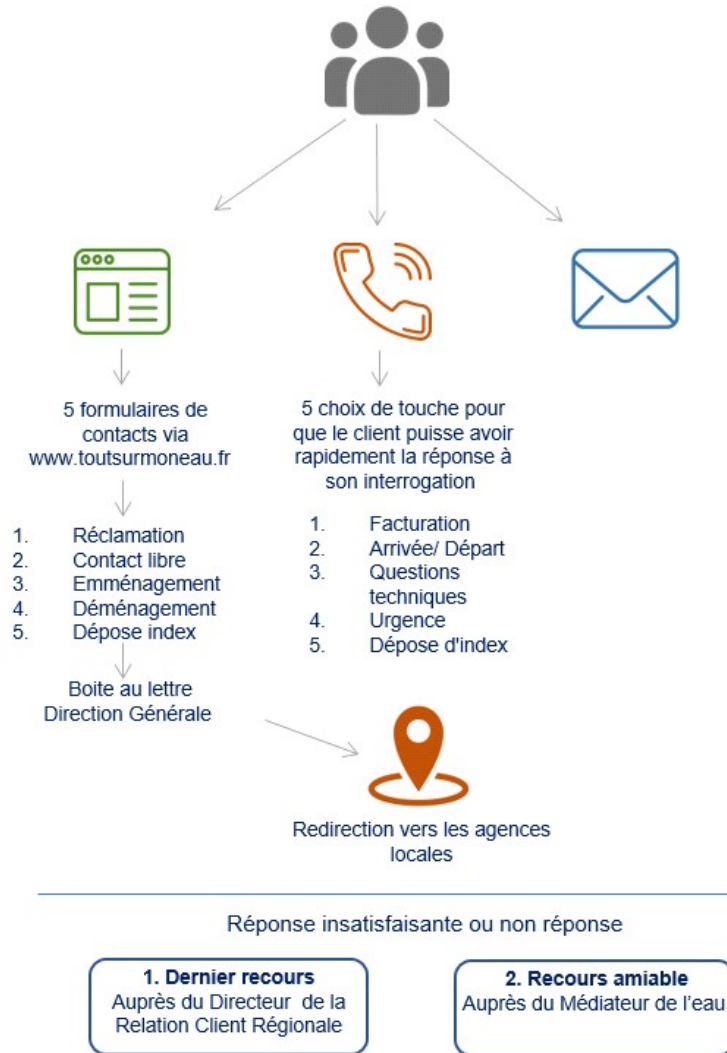 5 formulaires de
contacts via
www.toutsurmoneau.fr
1. Réclamation
2. Contact libre
3. Emménagement
4. Déménagement
5. Dépose index
Boite au lettre
Direction Générale
5 choix de touche pour
que le client puisse avoir
rapidement la réponse à
son interrogation
1. Facturation
2. Arrivée/ Départ
3. Questions
techniques
4. Urgence
5. Dépose d'index
Redirection vers les agences
locales
Réponse insatisfaisante ou non réponse
1. Dernier recours
Auprès du Directeur de la
Relation Client Régionale
2. Recours amiable
Auprès du Médiateur de l'eau